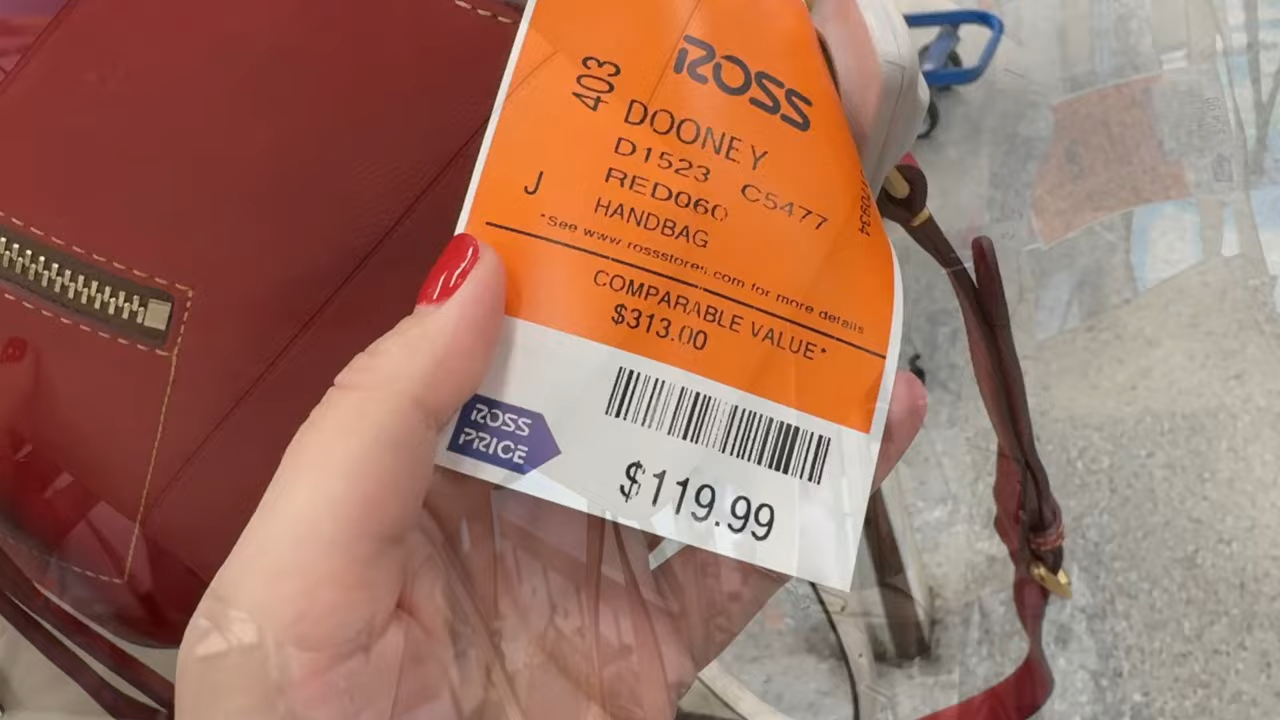 ROSS
403
DOONEY
D1523 C5477
J
RED060
HANDBAG
*See www.rossstores.com for more details
COMPARABLE VALUE*
$313.00
ROSS
PRICE
$119.99